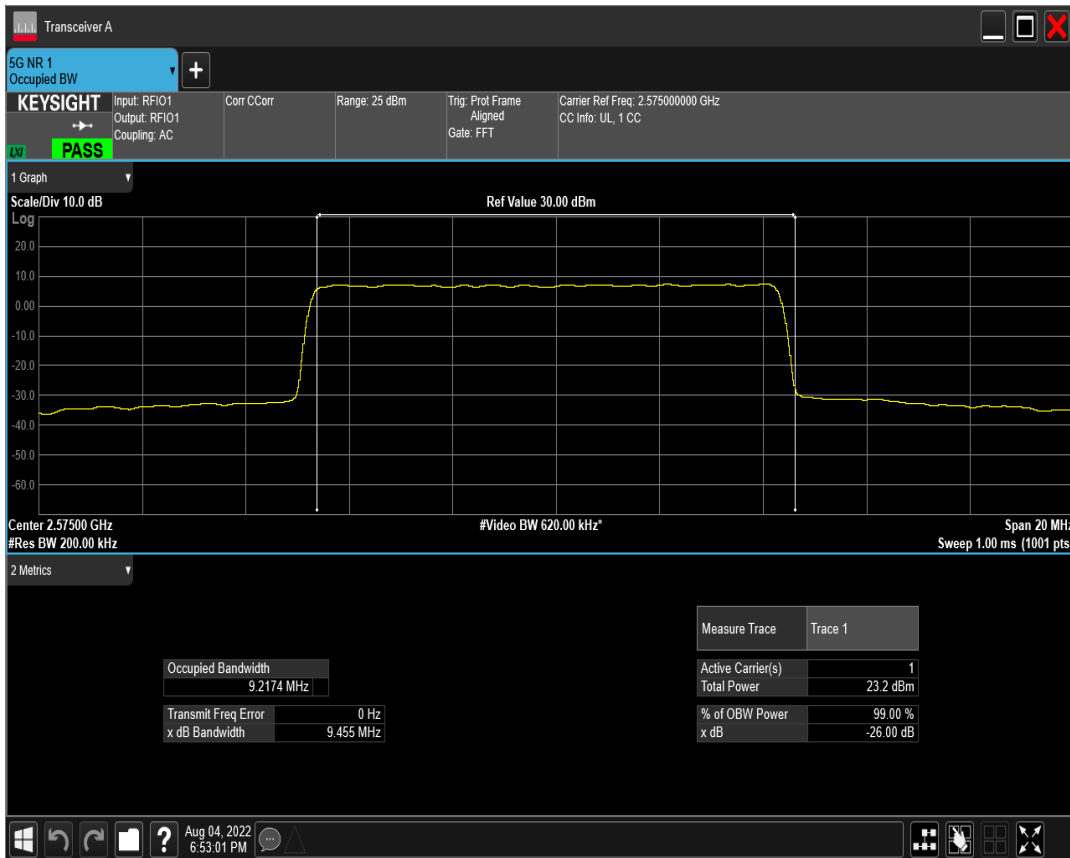 Transceiver A
5G NR 1
Occupied BW
KEYSIGHT
LXI
PASS
Input: RFIO1
Output: RFIO1
Coupling: AC
Corr CCorr
Range: 25 dBm
Trig: Prot Frame
Aligned
Gate: FFT
Carrier Ref Freq: 2.575000000 GHz
CC Info: UL, 1 CC
1 Graph
Scale/Div 10.0 dB
Ref Value 30.00 dBm
Log
20.0
10.0
0.00
-10.0
-20.0
-30.0
-40.0
-50.0
-60.0
Center 2.57500 GHz
#Video BW 620.00 kHz*
Span 20 MHz
#Res BW 200.00 kHz
Sweep 1.00 ms (1001 pts
2 Metrics
Measure Trace Trace 1
Occupied Bandwidth
9.2174 MHz
Active Carrier(s) 1
Total Power 23.2 dBm
Transmit Freq Error 0 Hz
x dB Bandwidth 9.455 MHz
% of OBW Power 99.00 %
x dB -26.00 dB
?
Aug 04, 2022
6:53:01 PM